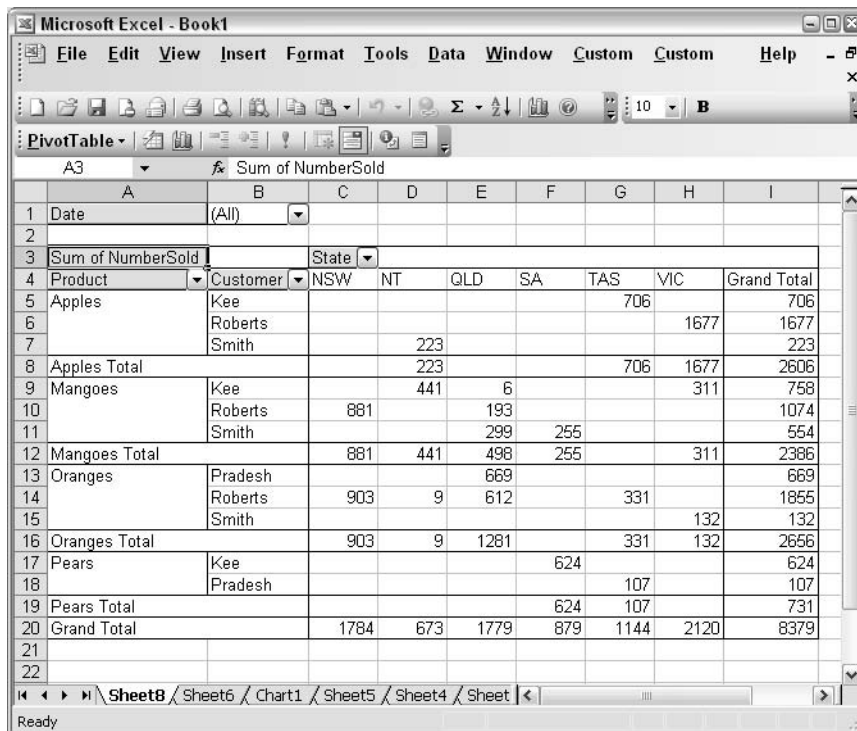 Microsoft Excel - Book1
File Edit View Insert Format Tools Data Window Custom Custom Help
Σ 10 B
PivotTable
A3 fx Sum of NumberSold
A B C D E F G H I
1 Date (All)
2
3 Sum of NumberSold State
4 Product Customer NSW NT QLD SA TAS VIC Grand Total
5 Apples Kee 706 706
6 Roberts 1677 1677
7 Smith 223 223
8 Apples Total 223 706 1677 2606
9 Mangoes Kee 441 6 311 758
10 Roberts 881 193 1074
11 Smith 299 255 554
12 Mangoes Total 881 441 498 255 311 2386
13 Oranges Pradesh 669 669
14 Roberts 903 9 612 331 1855
15 Smith 132 132
16 Oranges Total 903 9 1281 331 132 2656
17 Pears Kee 624 624
18 Pradesh 107 107
19 Pears Total 624 107 731
20 Grand Total 1784 673 1779 879 1144 2120 8379
21
22
Sheet8 / Sheet6 / Chart1 / Sheet5 / Sheet4 / Sheet
Ready